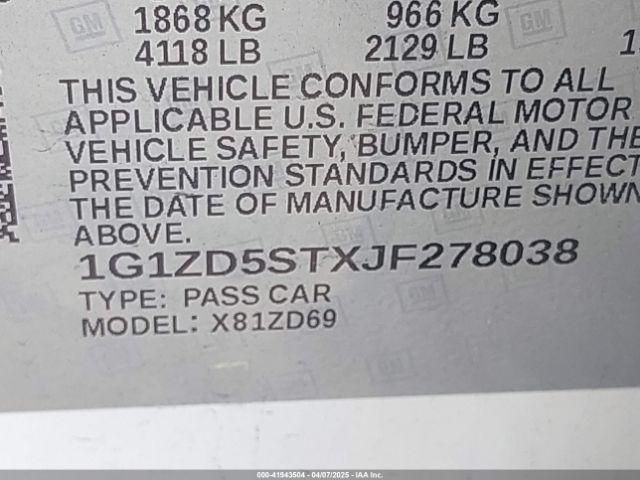 1868 KG 966 KG
4118 LB 2129 LB 1
THIS VEHICLE CONFORMS TO ALL
APPLICABLE U.S. FEDERAL MOTOR
VEHICLE SAFETY, BUMPER, AND THE
PREVENTION STANDARDS IN EFFECT
THE DATE OF MANUFACTURE SHOWN
ABOVE.
1G1ZD5STXJF278038
TYPE: PASS CAR
MODEL: X81ZD69
GM
000-41943504 - 04/07/2025 - IAA Inc.